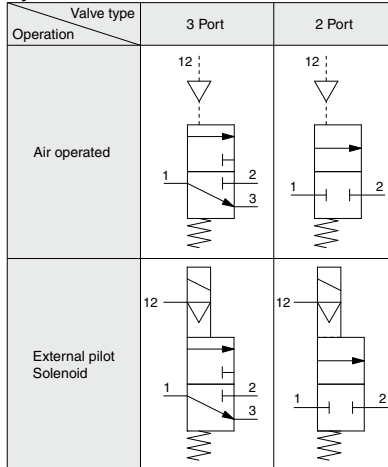 Valve type
Operation
3 Port
2 Port
Air operated
12
1
2
3
12
1
2
External pilot
Solenoid
12
1
2
3
12
1
2